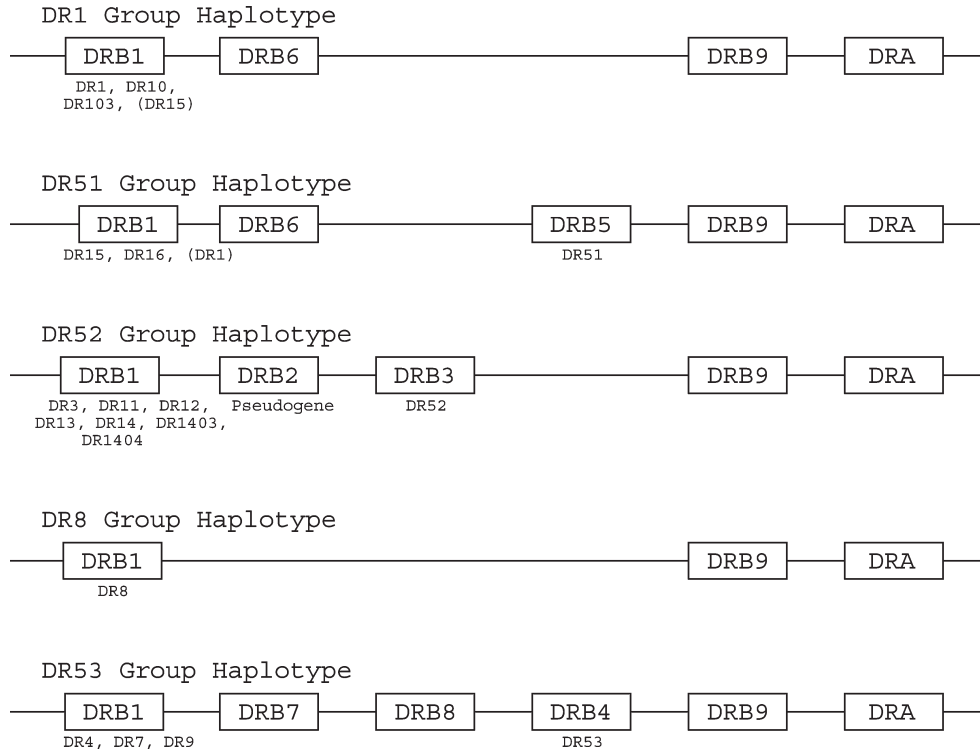 DR1 Group Haplotype
DRB1 DRB6 DRB9 DRA
DR1, DR10,
DR103, (DR15)
DR51 Group Haplotype
DRB1 DRB6 DRB5 DRB9 DRA
DR15, DR16, (DR1) DR51
DR52 Group Haplotype
DRB1 DRB2 DRB3 DRB9 DRA
DR3, DR11, DR12, Pseudogene DR52
DR13, DR14, DR1403,
DR1404
DR8 Group Haplotype
DRB1 DRB9 DRA
DR8
DR53 Group Haplotype
DRB1 DRB7 DRB8 DRB4 DRB9 DRA
DR4, DR7, DR9 DR53